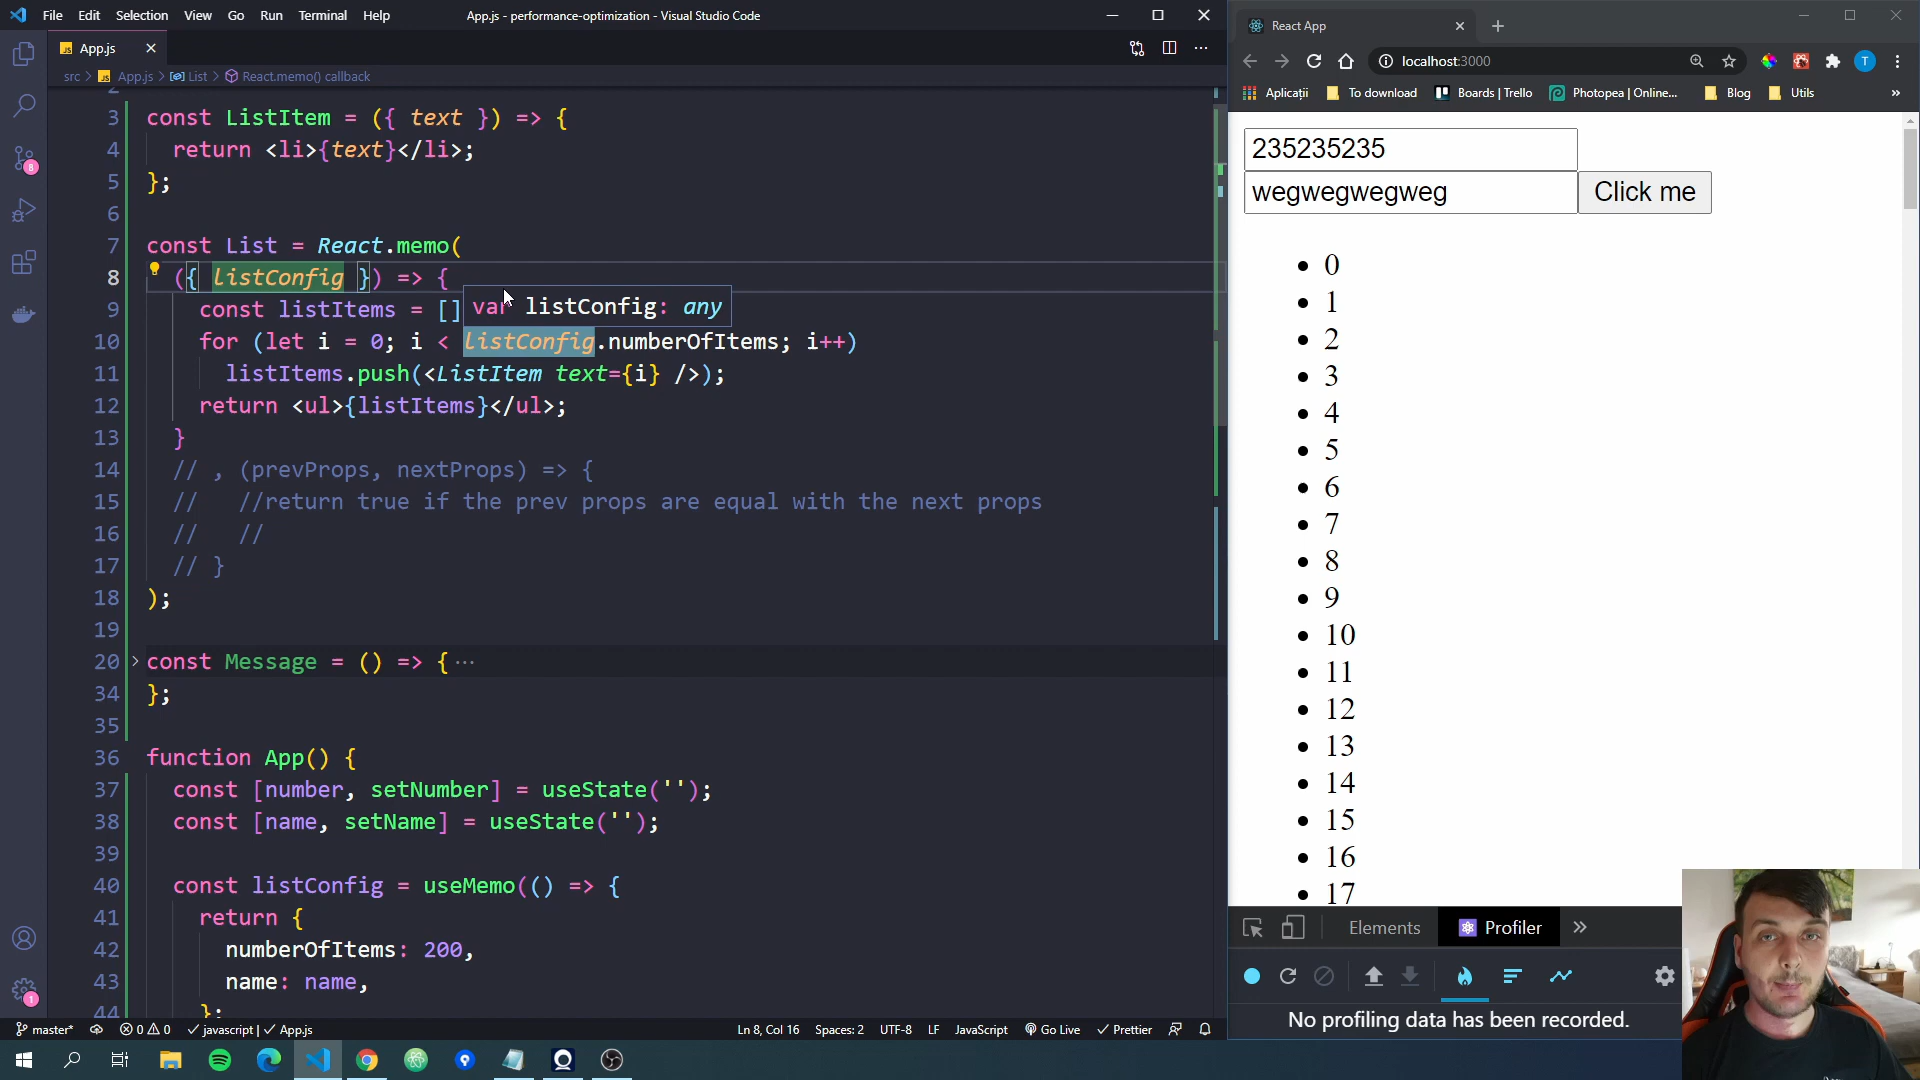 File Edit Selection View Go Run Terminal Help
App.js - performance-optimization - Visual Studio Code
JS App.js
src > JS App.js > List > React.memo() callback
2
3 const ListItem = ({ text }) => {
4 return <li>{text}</li>;
5 };
6
7 const List = React.memo(
8 ({ listConfig }) => {
9 const listItems = []
var listConfig: any
10 for (let i = 0; i < listConfig.numberOfItems; i++)
11 listItems.push(<ListItem text={i} />);
12 return <ul>{listItems}</ul>;
13 }
14 // , (prevProps, nextProps) => {
15 // //return true if the prev props are equal with the next props
16 // //
17 // }
18 );
19
20 > const Message = () => { ···
34 };
35
36 function App() {
37 const [number, setNumber] = useState('');
38 const [name, setName] = useState('');
39
40 const listConfig = useMemo(() => {
41 return {
42 numberOfItems: 200,
43 name: name,
44 };
8
1
master* 0 0 javascript | App.js
Ln 8, Col 16 Spaces: 2 UTF-8 LF JavaScript Go Live Prettier
React App
localhost:3000
T
Aplicații To download Boards | Trello Photopea | Online... Blog Utils »
235235235
wegwegwegweg Click me
• 0
• 1
• 2
• 3
• 4
• 5
• 6
• 7
• 8
• 9
• 10
• 11
• 12
• 13
• 14
• 15
• 16
• 17
Elements Profiler »
No profiling data has been recorded.